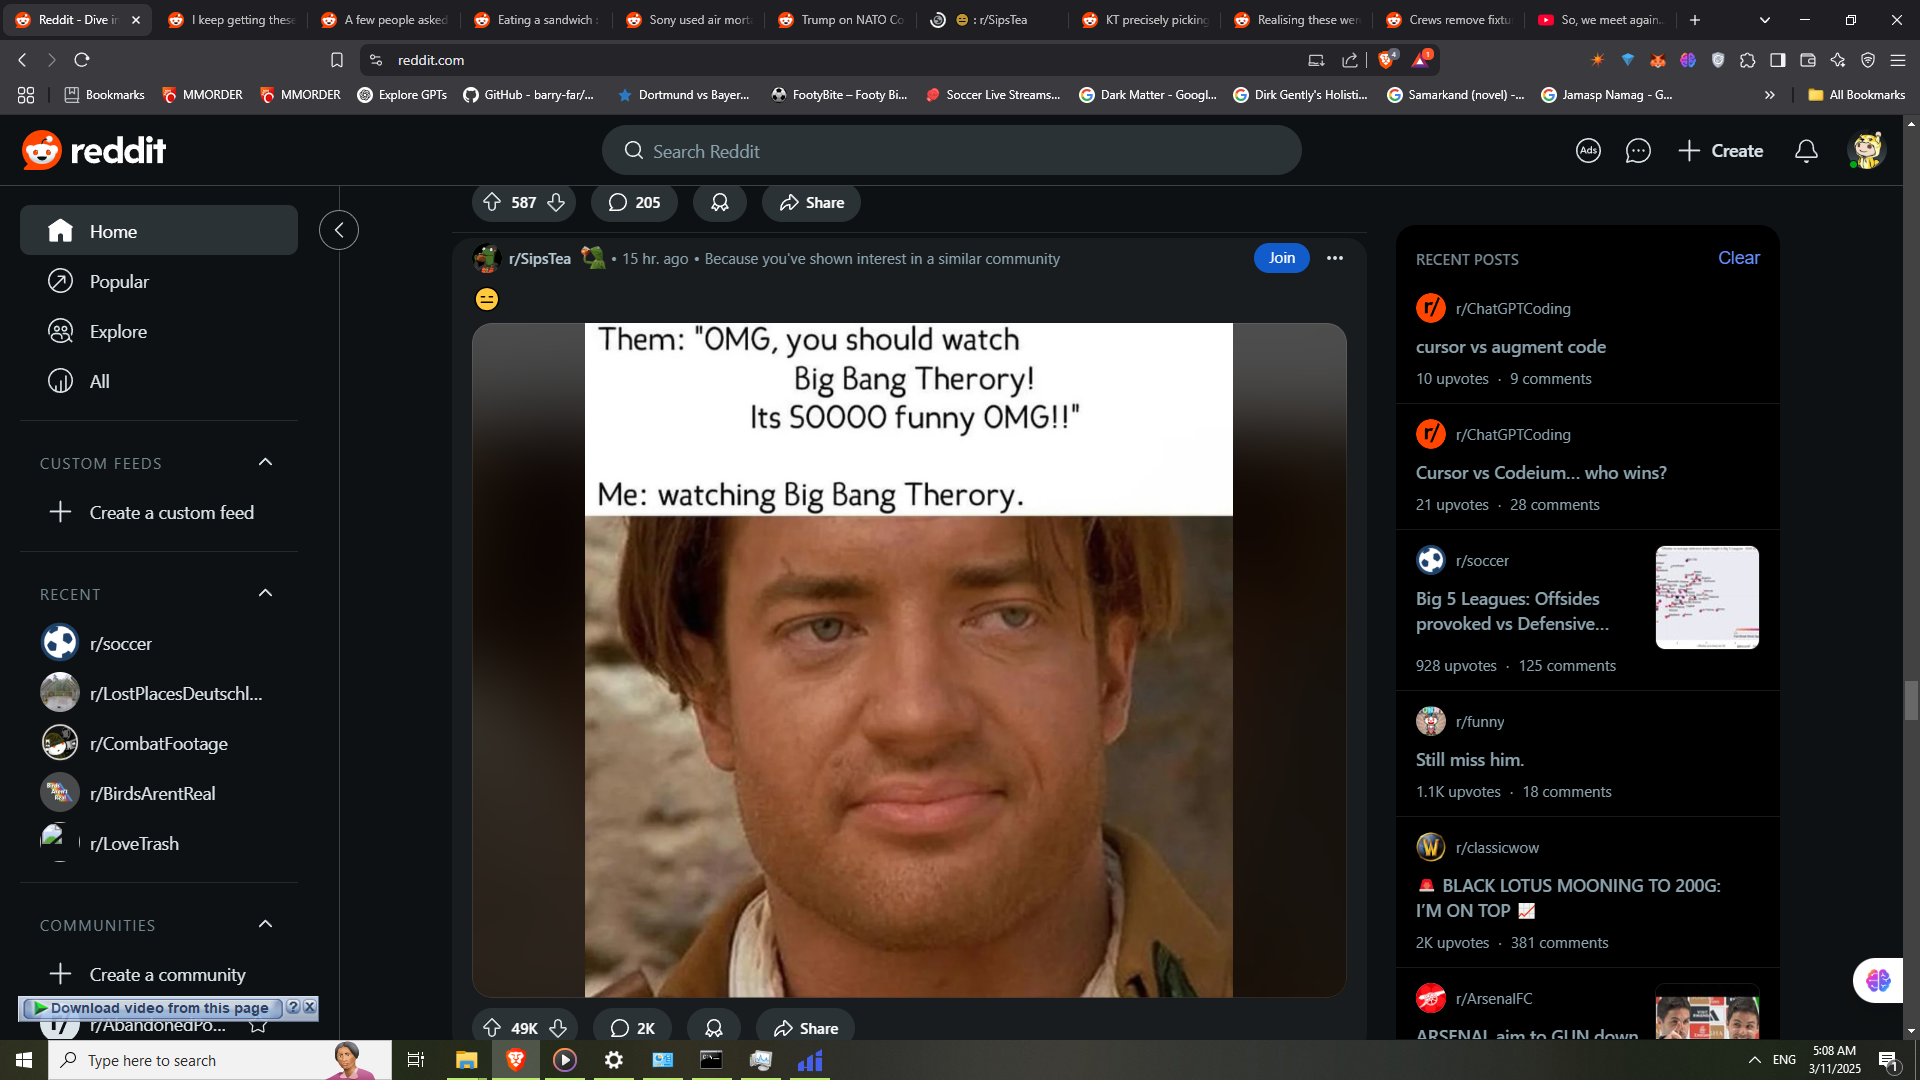 Reddit - Dive in
I keep getting these
A few people asked
Eating a sandwich :
Sony used air morta
Trump on NATO Co
😑 : r/SipsTea
KT precisely picking
Realising these wer
Crews remove fixtu
So, we meet again...
reddit.com
4
1
Bookmarks
MMORDER
MMORDER
Explore GPTs
GitHub - barry-far/...
Dortmund vs Bayer...
FootyBite – Footy Bi...
Soccer Live Streams...
Dark Matter - Googl...
Dirk Gently's Holisti...
Samarkand (novel) -...
Jamasp Namag - G...
»
All Bookmarks
reddit
Search Reddit
Ads
Create
Home
Popular
Explore
All
CUSTOM FEEDS
Create a custom feed
RECENT
r/soccer
r/LostPlacesDeutschl...
r/CombatFootage
r/BirdsArentReal
r/LoveTrash
COMMUNITIES
Create a community
Download video from this page
r/AbandonedPo...
587
205
Share
r/SipsTea • 15 hr. ago • Because you've shown interest in a similar community
Join
😑
Them: "OMG, you should watch
Big Bang Therory!
Its SOOOO funny OMG!!"
Me: watching Big Bang Therory.
49K
2K
Share
RECENT POSTS
Clear
r/ChatGPTCoding
cursor vs augment code
10 upvotes · 9 comments
r/ChatGPTCoding
Cursor vs Codeium... who wins?
21 upvotes · 28 comments
r/soccer
Big 5 Leagues: Offsides
provoked vs Defensive...
928 upvotes · 125 comments
r/funny
Still miss him.
1.1K upvotes · 18 comments
r/classicwow
🚨 BLACK LOTUS MOONING TO 200G:
I'M ON TOP 📈
2K upvotes · 381 comments
r/ArsenalFC
ARSENAL aim to GUN down
Type here to search
ENG
5:08 AM
3/11/2025
1